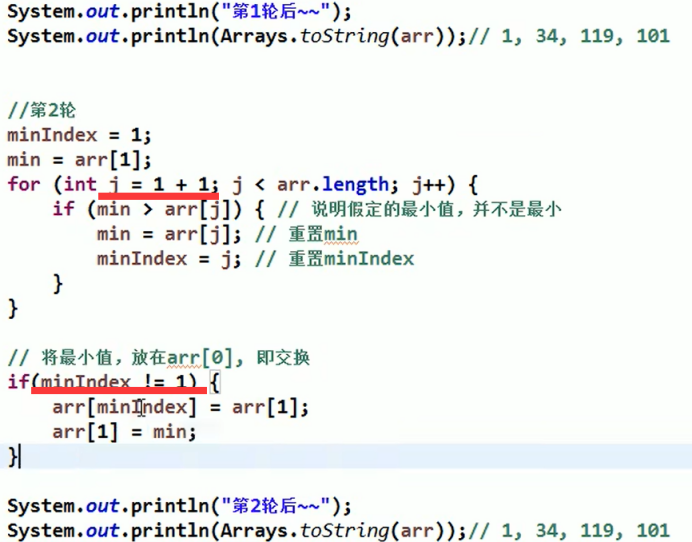 System.out.println("第1轮后~~");
System.out.println(Arrays.toString(arr));// 1, 34, 119, 101
//第2轮
minIndex = 1;
min = arr[1];
for (int j = 1 + 1; j < arr.length; j++) {
if (min > arr[j]) { // 说明假定的最小值，并不是最小
min = arr[j]; // 重置min
minIndex = j; // 重置minIndex
}
}
// 将最小值，放在arr[0], 即交换
if(minIndex != 1) {
arr[minIndex] = arr[1];
arr[1] = min;
}
System.out.println("第2轮后~~");
System.out.println(Arrays.toString(arr));// 1, 34, 119, 101